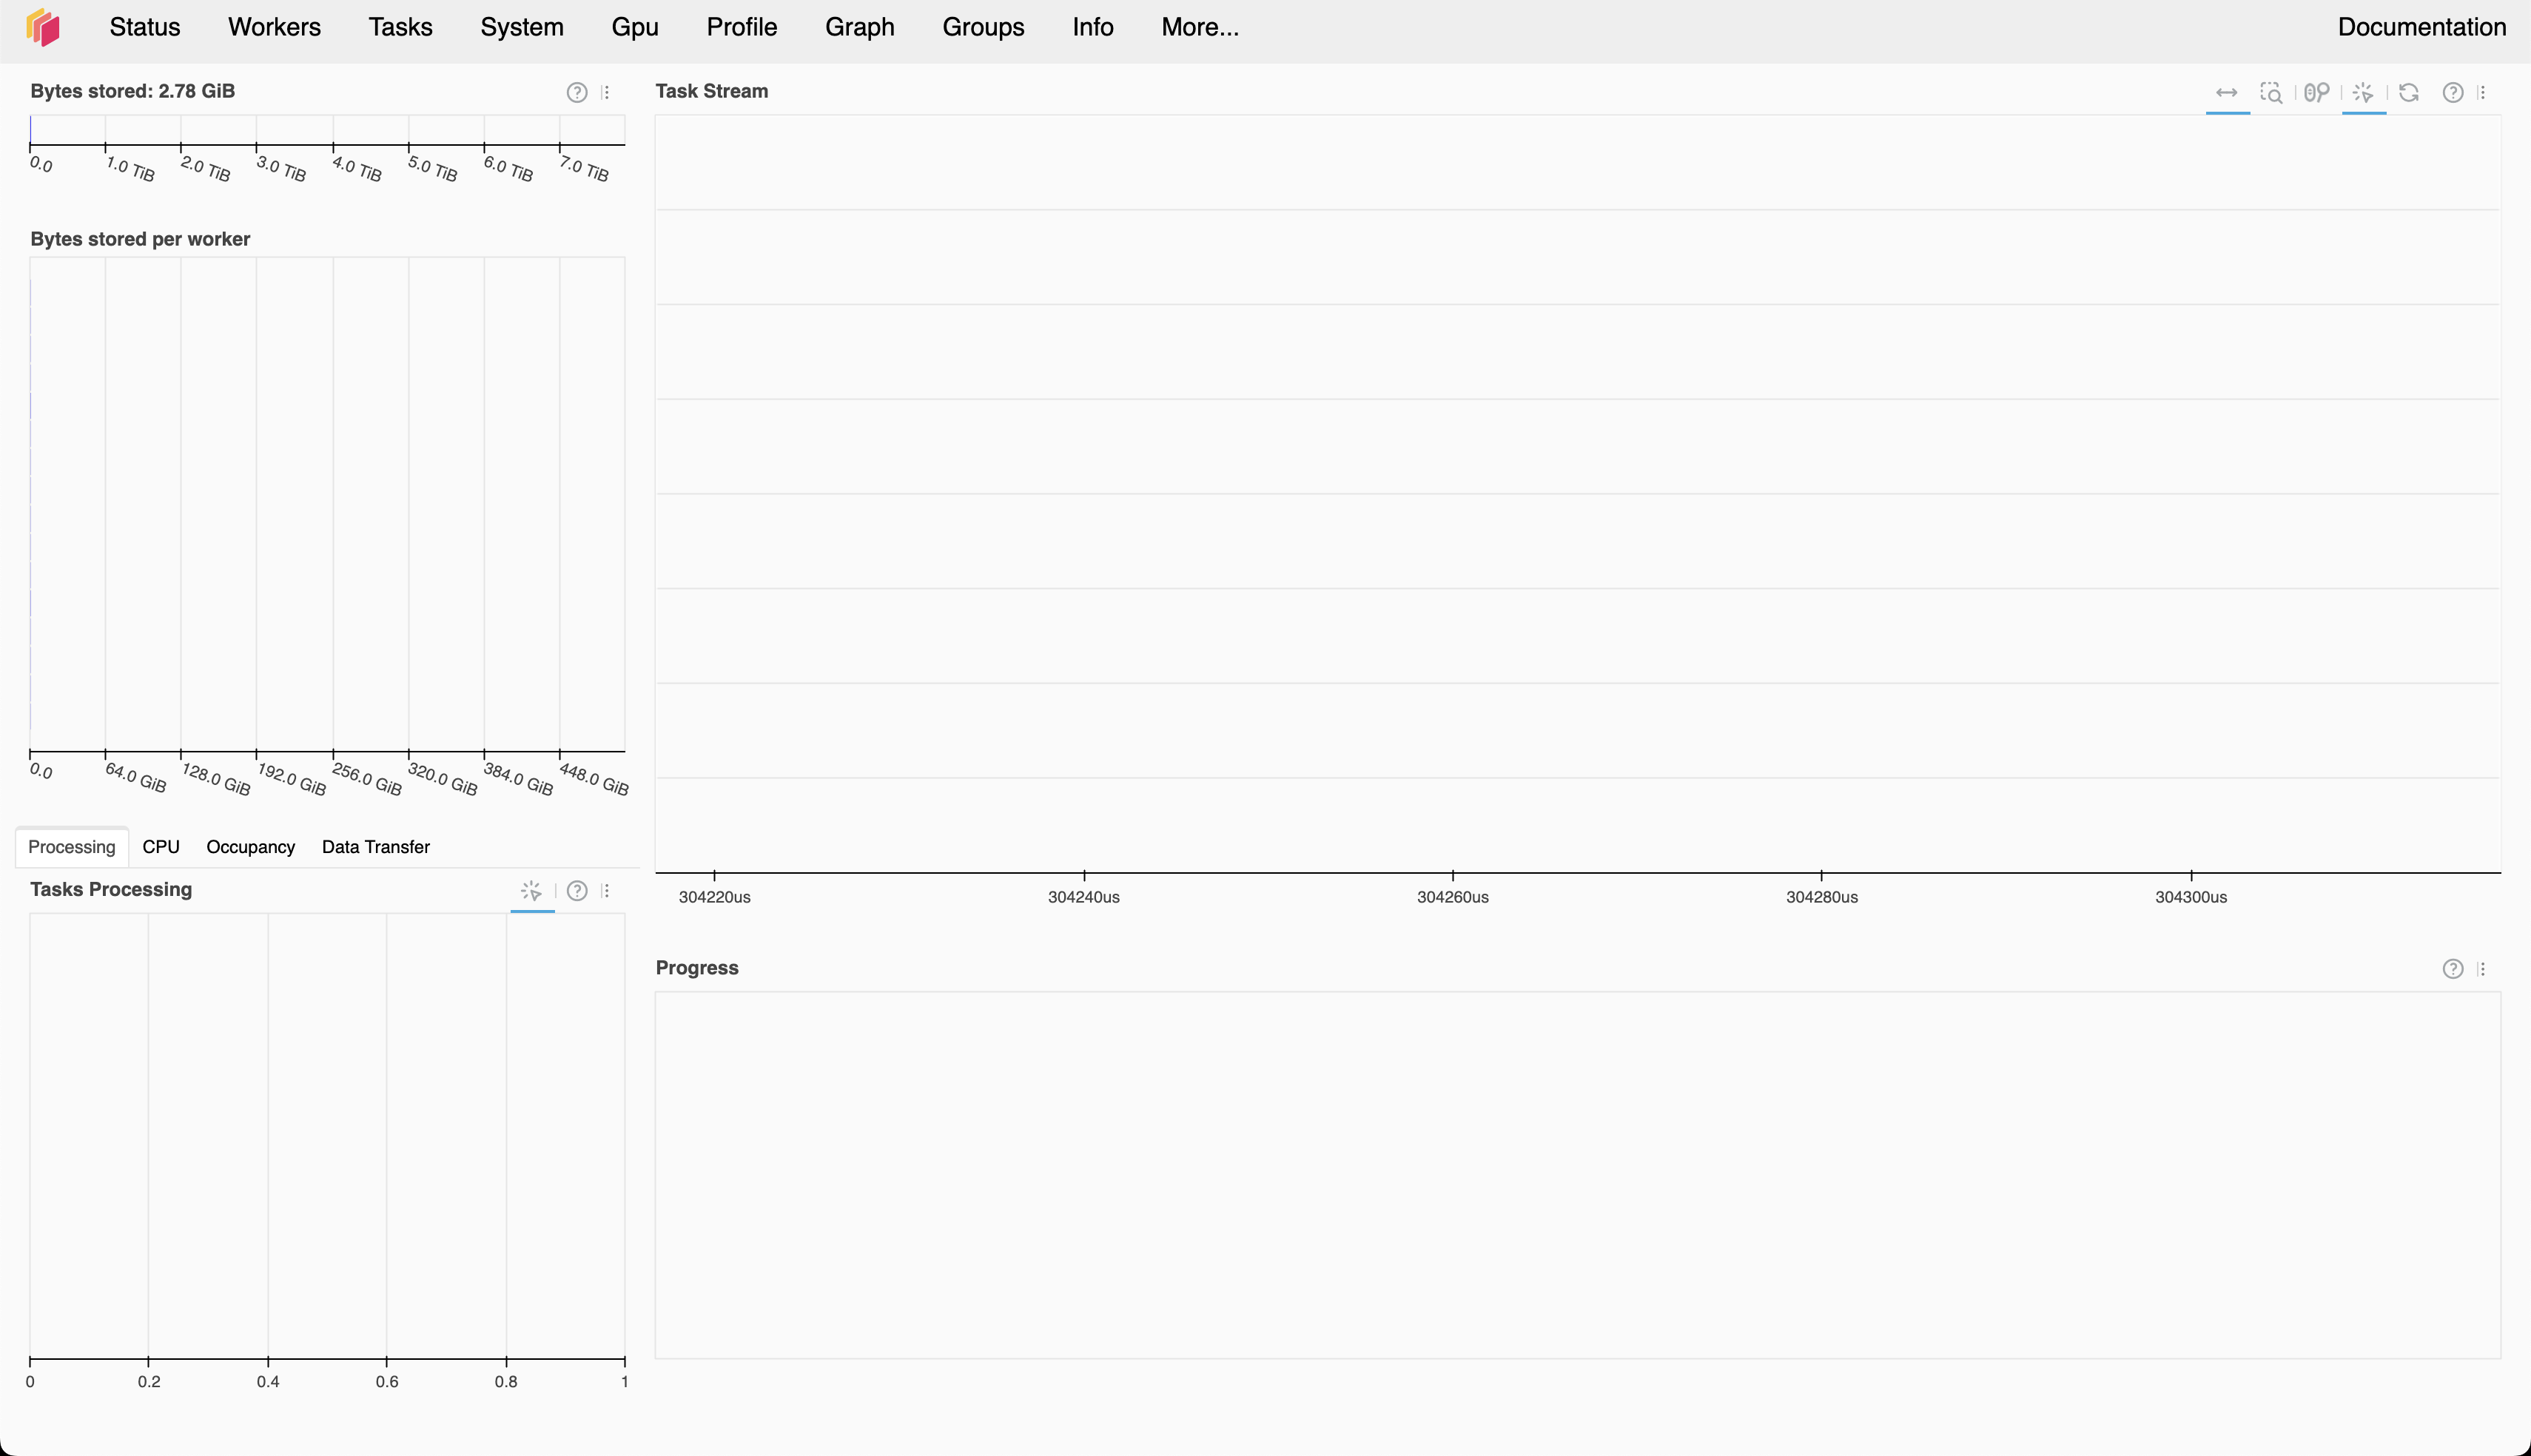 Status Workers Tasks System Gpu Profile Graph Groups Info More... Documentation
Bytes stored: 2.78 GiB
0.0 1.0 TiB 2.0 TiB 3.0 TiB 4.0 TiB 5.0 TiB 6.0 TiB 7.0 TiB
Bytes stored per worker
0.0 64.0 GiB 128.0 GiB 192.0 GiB 256.0 GiB 320.0 GiB 384.0 GiB 448.0 GiB
Processing CPU Occupancy Data Transfer
Tasks Processing
0 0.2 0.4 0.6 0.8 1
Task Stream
304220us 304240us 304260us 304280us 304300us
Progress